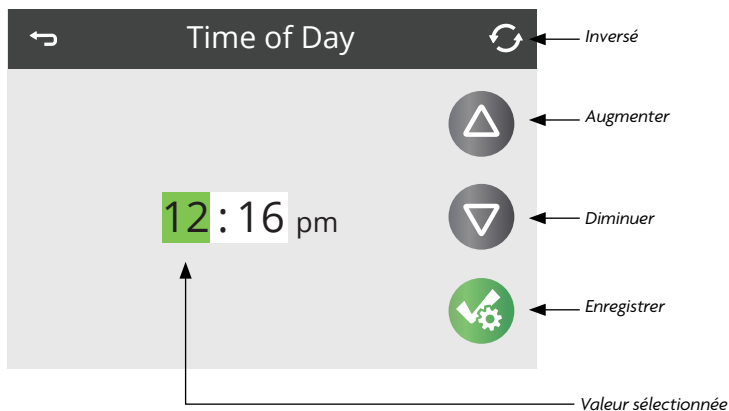 Time of Day
Inversé
Augmenter
12 : 16 pm
Diminuer
Enregistrer
Valeur sélectionnée